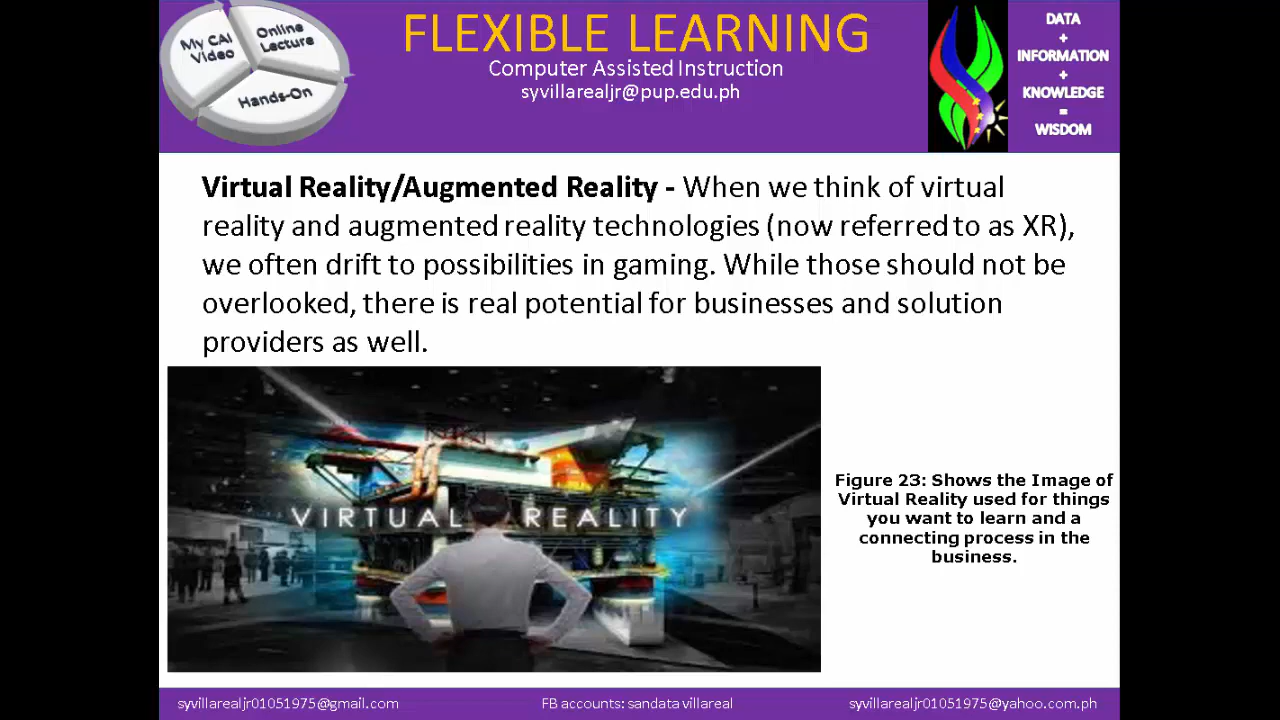 My CAI
Video
Online
Lecture
Hands-On
FLEXIBLE LEARNING
Computer Assisted Instruction
syvillarealjr@pup.edu.ph
DATA
+
INFORMATION
+
KNOWLEDGE
=
WISDOM
Virtual Reality/Augmented Reality - When we think of virtual
reality and augmented reality technologies (now referred to as XR),
we often drift to possibilities in gaming. While those should not be
overlooked, there is real potential for businesses and solution
providers as well.
VIRTUAL REALITY
Figure 23: Shows the Image of
Virtual Reality used for things
you want to learn and a
connecting process in the
business.
syvillarealjr01051975@gmail.com
FB accounts: sandata villareal
syvillarealjr01051975@yahoo.com.ph